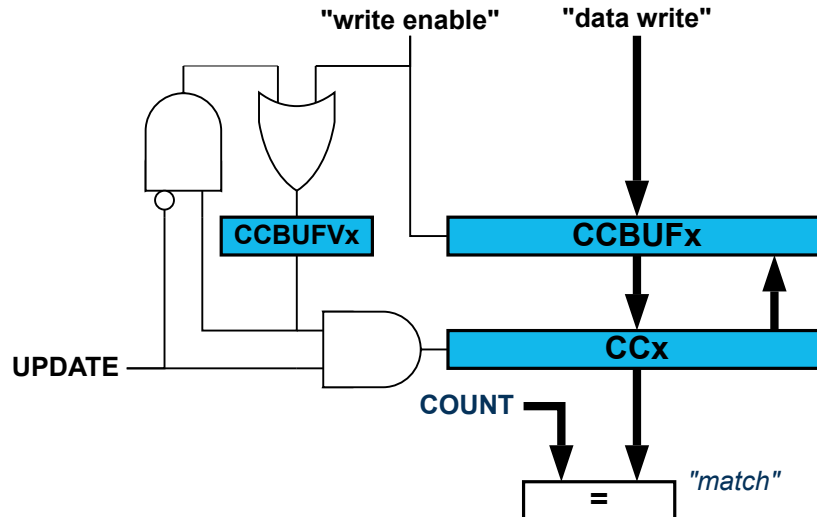 "write enable"
"data write"
CCBUFVx
CCBUFx
CCx
UPDATE
COUNT
"match"
=